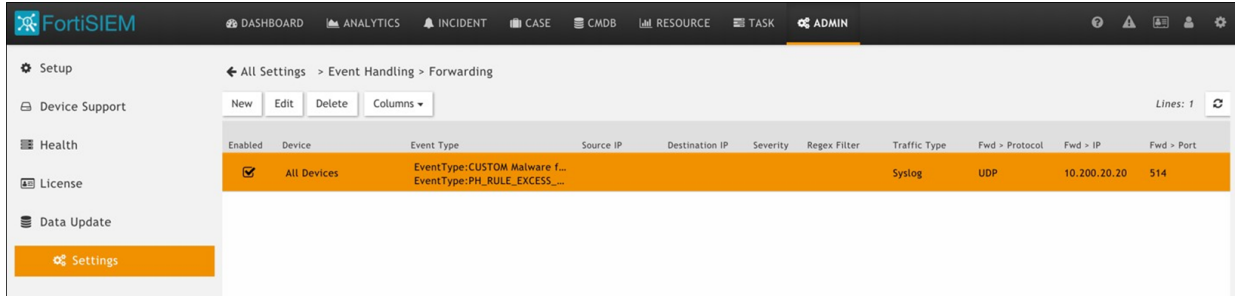 FortiSIEM DASHBOARD ANALYTICS INCIDENT CASE CMDB RESOURCE TASK ADMIN
Setup
Device Support
Health
License
Data Update
Settings
All Settings > Event Handling > Forwarding
New Edit Delete Columns Lines: 1
Enabled Device Event Type Source IP Destination IP Severity Regex Filter Traffic Type Fwd > Protocol Fwd > IP Fwd > Port
All Devices EventType:CUSTOM Malware f... Syslog UDP 10.200.20.20 514
EventType:PH_RULE_EXCESS_...